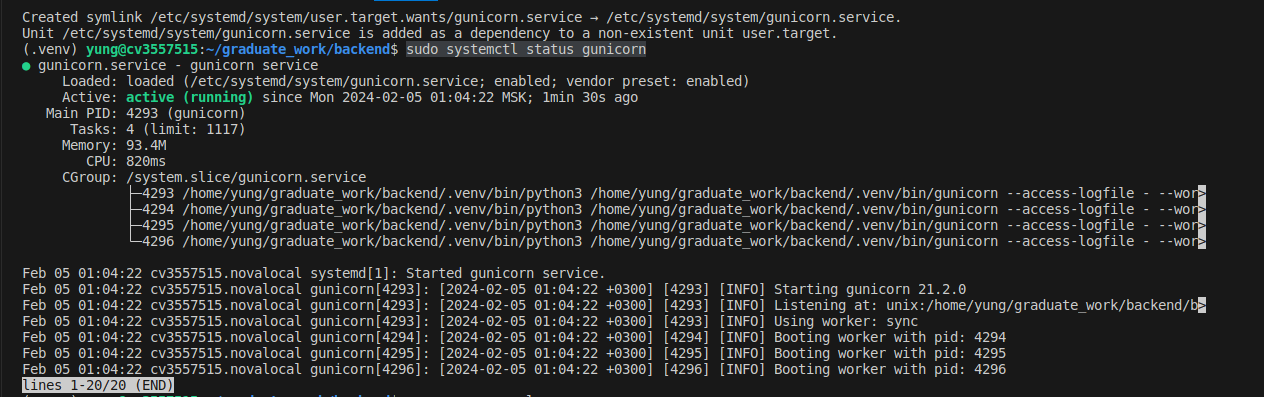 Created symlink /etc/systemd/system/user.target.wants/gunicorn.service → /etc/systemd/system/gunicorn.service.
Unit /etc/systemd/system/gunicorn.service is added as a dependency to a non-existent unit user.target.
(.venv) yung@cv3557515:~/graduate_work/backend$ sudo systemctl status gunicorn
● gunicorn.service - gunicorn service
Loaded: loaded (/etc/systemd/system/gunicorn.service; enabled; vendor preset: enabled)
Active: active (running) since Mon 2024-02-05 01:04:22 MSK; 1min 30s ago
Main PID: 4293 (gunicorn)
Tasks: 4 (limit: 1117)
Memory: 93.4M
CPU: 820ms
CGroup: /system.slice/gunicorn.service
├─4293 /home/yung/graduate_work/backend/.venv/bin/python3 /home/yung/graduate_work/backend/.venv/bin/gunicorn --access-logfile - --wor>
├─4294 /home/yung/graduate_work/backend/.venv/bin/python3 /home/yung/graduate_work/backend/.venv/bin/gunicorn --access-logfile - --wor>
├─4295 /home/yung/graduate_work/backend/.venv/bin/python3 /home/yung/graduate_work/backend/.venv/bin/gunicorn --access-logfile - --wor>
└─4296 /home/yung/graduate_work/backend/.venv/bin/python3 /home/yung/graduate_work/backend/.venv/bin/gunicorn --access-logfile - --wor>
Feb 05 01:04:22 cv3557515.novalocal systemd[1]: Started gunicorn service.
Feb 05 01:04:22 cv3557515.novalocal gunicorn[4293]: [2024-02-05 01:04:22 +0300] [4293] [INFO] Starting gunicorn 21.2.0
Feb 05 01:04:22 cv3557515.novalocal gunicorn[4293]: [2024-02-05 01:04:22 +0300] [4293] [INFO] Listening at: unix:/home/yung/graduate_work/backend/b>
Feb 05 01:04:22 cv3557515.novalocal gunicorn[4293]: [2024-02-05 01:04:22 +0300] [4293] [INFO] Using worker: sync
Feb 05 01:04:22 cv3557515.novalocal gunicorn[4294]: [2024-02-05 01:04:22 +0300] [4294] [INFO] Booting worker with pid: 4294
Feb 05 01:04:22 cv3557515.novalocal gunicorn[4295]: [2024-02-05 01:04:22 +0300] [4295] [INFO] Booting worker with pid: 4295
Feb 05 01:04:22 cv3557515.novalocal gunicorn[4296]: [2024-02-05 01:04:22 +0300] [4296] [INFO] Booting worker with pid: 4296
lines 1-20/20 (END)